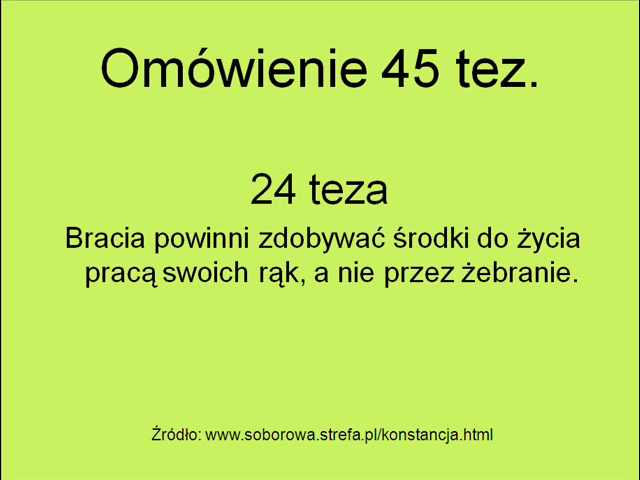 Omówienie 45 tez.
24 teza
Bracia powinni zdobywać środki do życia
pracą swoich rąk, a nie przez żebranie.
Źródło: www.soborowa.strefa.pl/konstancja.html